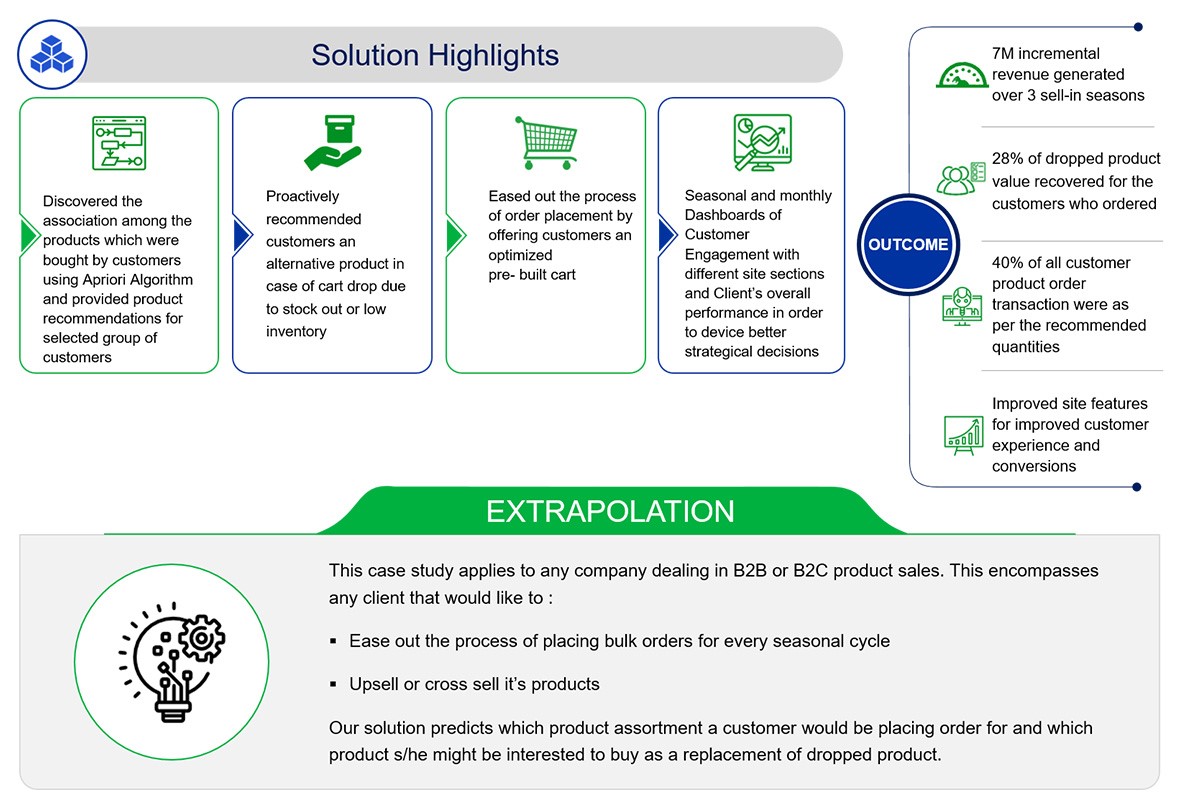 Solution Highlights
Discovered the
association among the
products which were
bought by customers
using Apriori Algorithm
and provided product
recommendations for
selected group of
customers
Proactively
recommended
customers an
alternative product in
case of cart drop due
to stock out or low
inventory
Eased out the process
of order placement by
offering customers an
optimized
pre- built cart
Seasonal and monthly
Dashboards of
Customer
Engagement with
different site sections
and Client’s overall
performance in order
to device better
strategical decisions
OUTCOME
7M incremental
revenue generated
over 3 sell-in seasons
28% of dropped product
value recovered for the
customers who ordered
40% of all customer
product order
transaction were as
per the recommended
quantities
Improved site features
for improved customer
experience and
conversions
EXTRAPOLATION
This case study applies to any company dealing in B2B or B2C product sales. This encompasses
any client that would like to :
▪ Ease out the process of placing bulk orders for every seasonal cycle
▪ Upsell or cross sell it’s products
Our solution predicts which product assortment a customer would be placing order for and which
product s/he might be interested to buy as a replacement of dropped product.